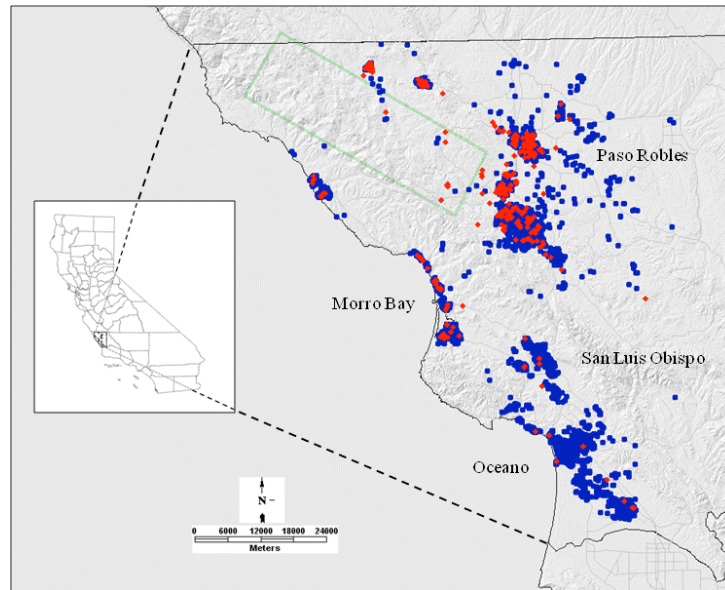 Paso Robles
Morro Bay
San Luis Obispo
Oceano
N
0 6000 12000 18000 24000
Meters